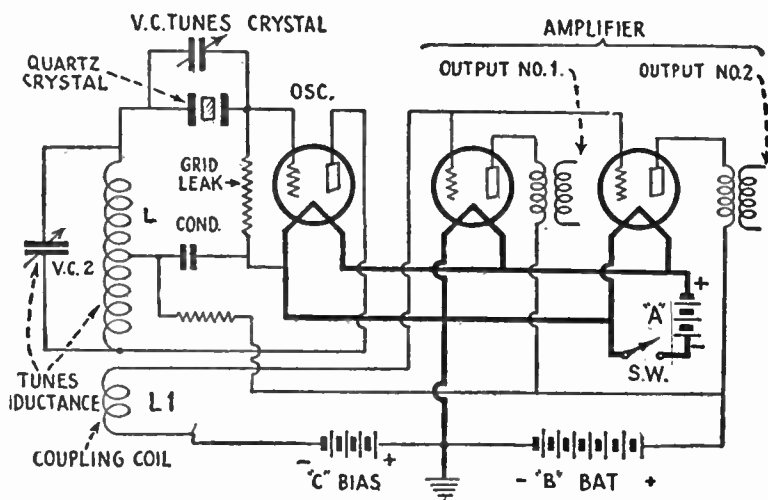 V.C. TUNES CRYSTAL
QUARTZ
CRYSTAL
OSC.
AMPLIFIER
OUTPUT NO.1.
OUTPUT NO.2
GRID
LEAK
L
COND.
V.C.2
TUNES
IDUCTANCE
L1
COUPLING COIL
"A"
+
-
S.W.
- "C" BIAS +
- "B" BAT +